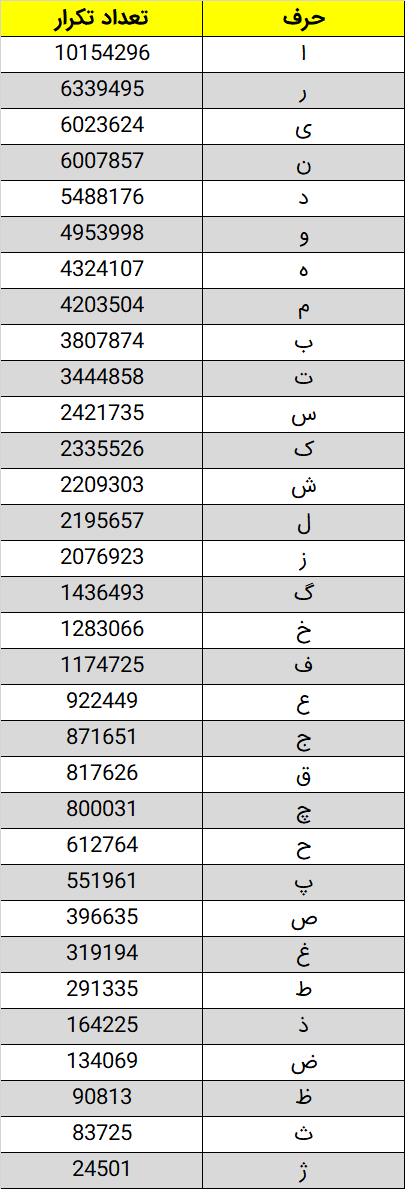 حرف تعداد تکرار
ا 10154296
ر 6339495
ی 6023624
ن 6007857
د 5488176
و 4953998
ه 4324107
م 4203504
ب 3807874
ت 3444858
س 2421735
ک 2335526
ش 2209303
ل 2195657
ز 2076923
گ 1436493
خ 1283066
ف 1174725
ع 922449
ج 871651
ق 817626
چ 800031
ح 612764
پ 551961
ص 396635
غ 319194
ط 291335
ذ 164225
ض 134069
ظ 90813
ث 83725
ژ 24501